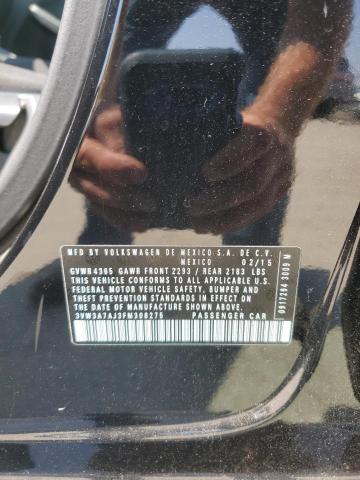 MFD BY VOLKSWAGEN DE MEXICO S.A. DE C.V.
MEXICO 02/15
GVWR 4365 GAWR FRONT 2293 / REAR 2183 LBS
THIS VEHICLE CONFORMS TO ALL APPLICABLE U.S.
FEDERAL MOTOR VEHICLE SAFETY, BUMPER AND
THEFT PREVENTION STANDARDS IN EFFECT ON THE
DATE OF MANUFACTURE SHOWN ABOVE.
3VW3A7AJ3FM308275 PASSENGER CAR
0917294 3009 N